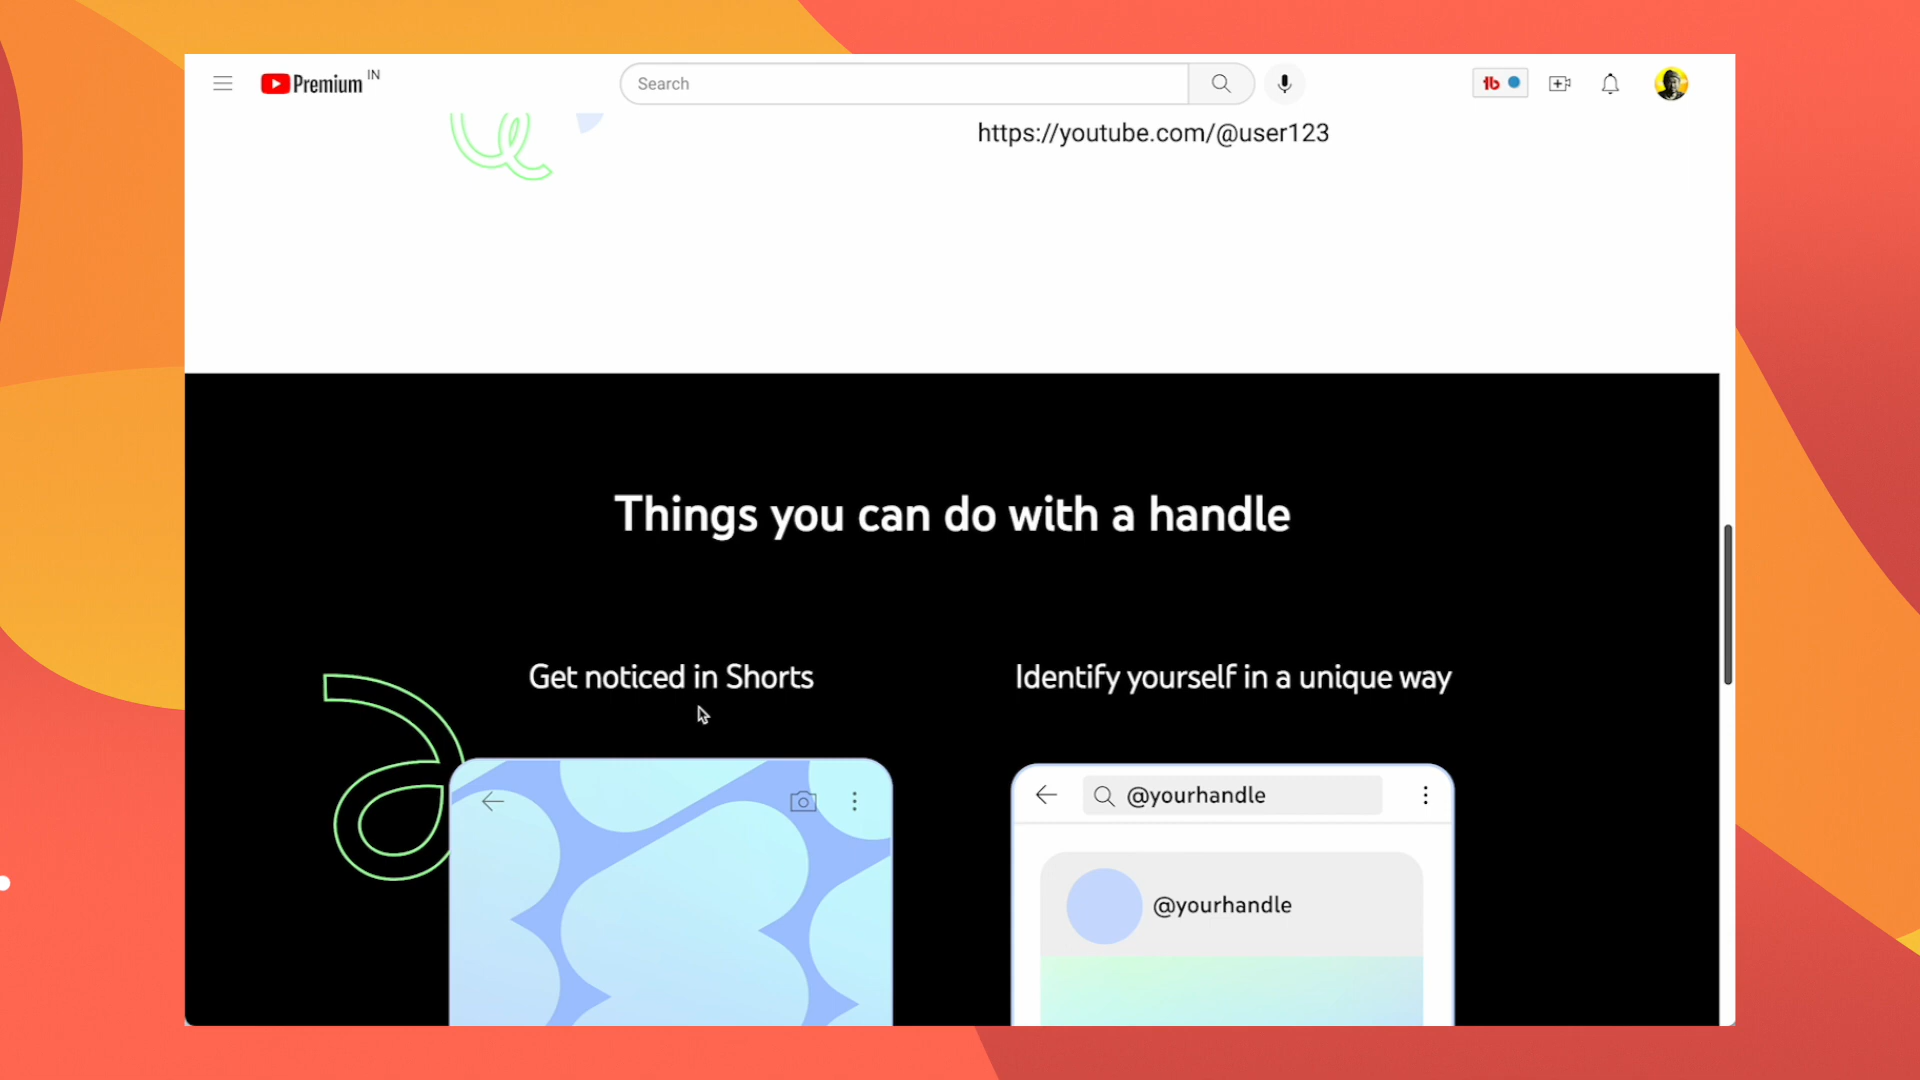 Premium IN
Search
tb
https://youtube.com/@user123
Things you can do with a handle
Get noticed in Shorts
Identify yourself in a unique way
@yourhandle
@yourhandle